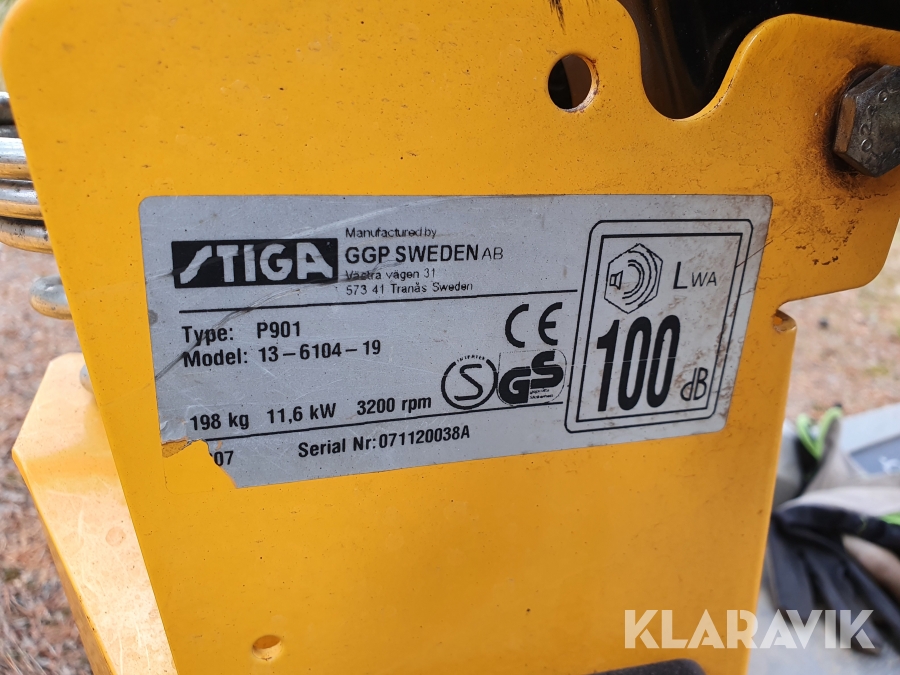 STIGA
Manufactured by
GGP SWEDEN AB
Västra vägen 31
573 41 Tranås Sweden
Type: P901
Model: 13-6104-19
198 kg 11,6 kW 3200 rpm
07 Serial Nr: 071120038A
CE
S
GS
LWA
100 dB
KLARAVIK